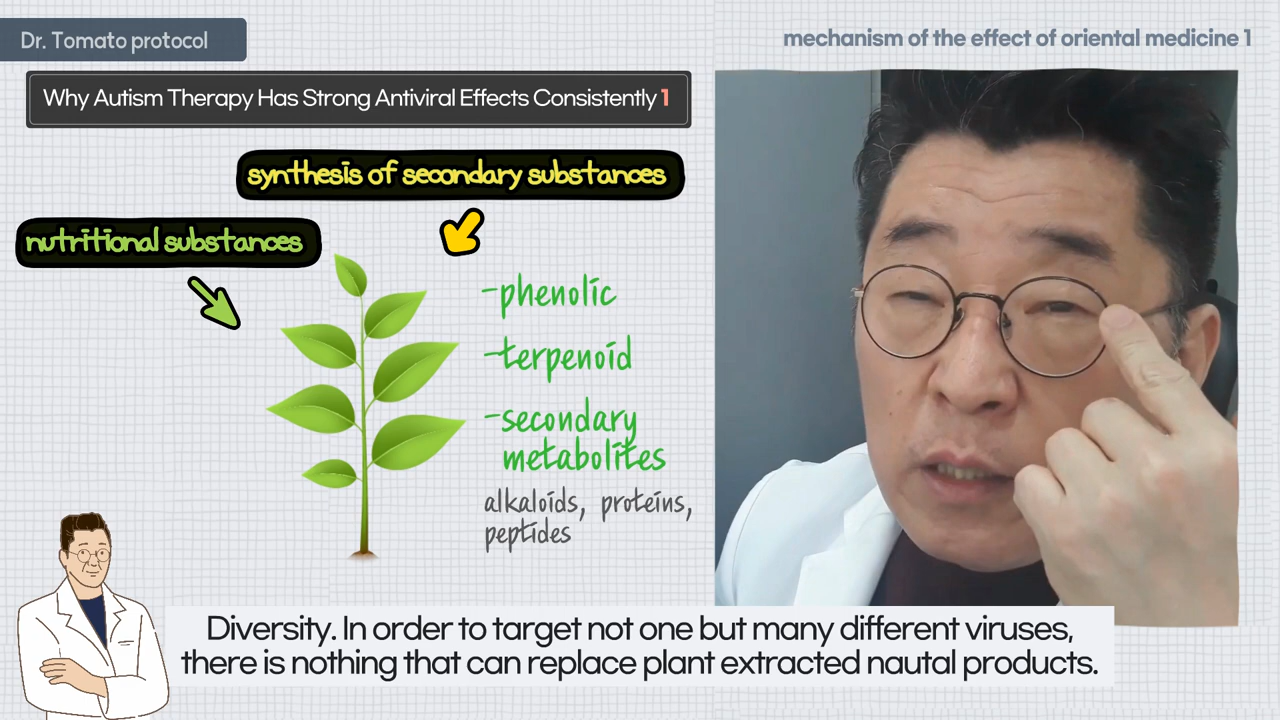 Dr. Tomato protocol
mechanism of the effect of oriental medicine 1
Why Autism Therapy Has Strong Antiviral Effects Consistently 1
synthesis of secondary substances
nutritional substances
-phenolic
-terpenoid
-secondary
metabolites
alkaloids, proteins,
peptides
Diversity. In order to target not one but many different viruses,
there is nothing that can replace plant extracted nautal products.